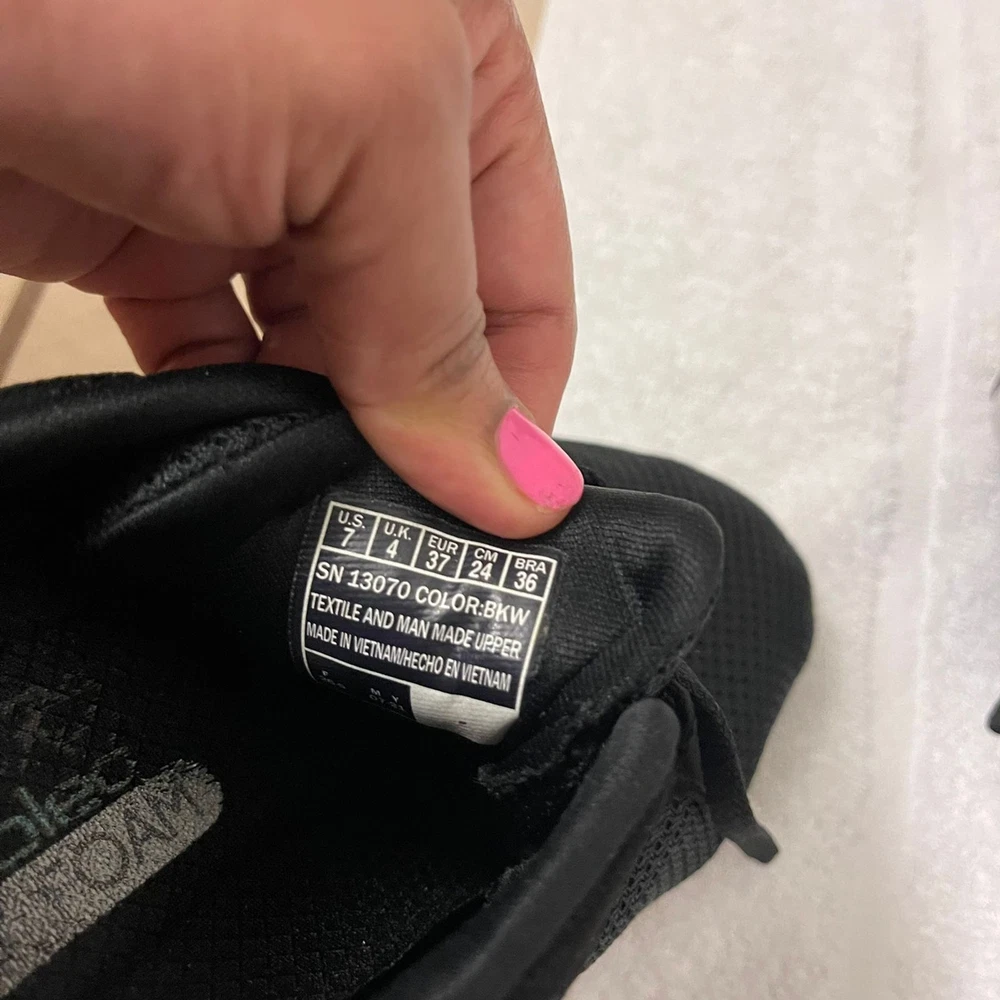 U.S. U.K. EUR CM BRA
7 4 37 24 36
SN 13070 COLOR:BKW
TEXTILE AND MAN MADE UPPER
MADE IN VIETNAM/HECHO EN VIETNAM
M Y
OAM